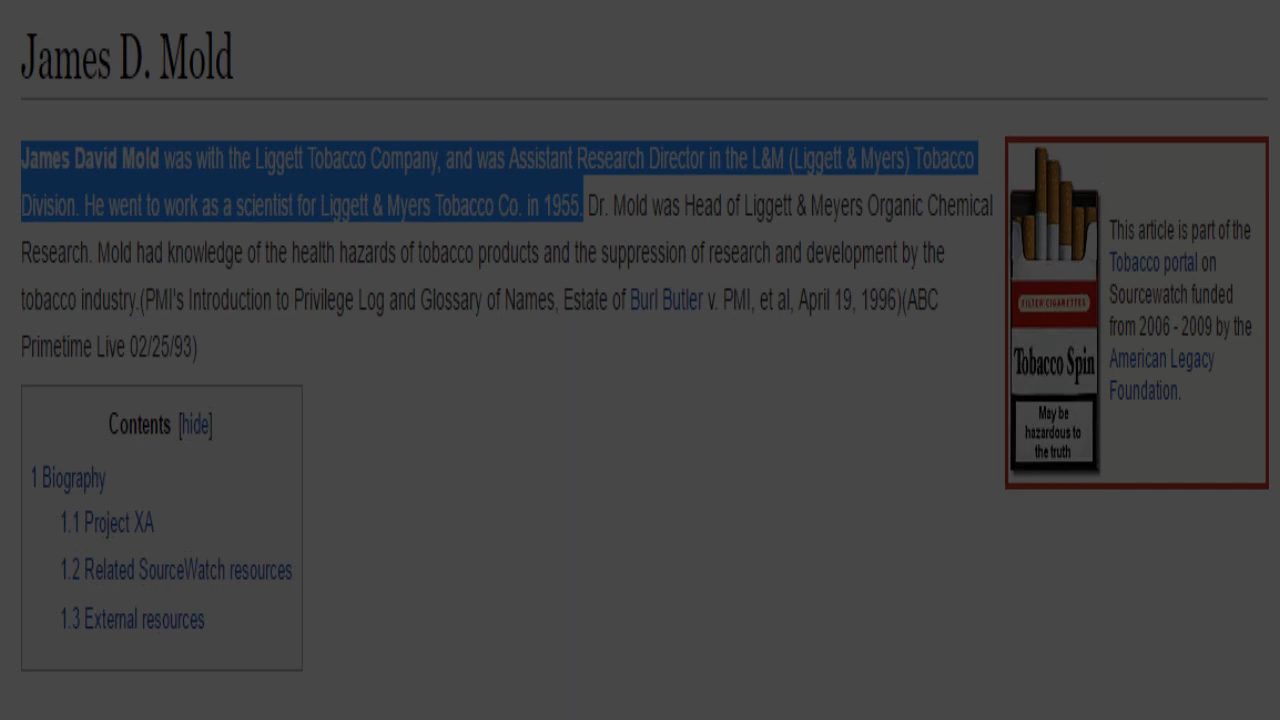 James D. Mold
James David Mold was with the Liggett Tobacco Company, and was Assistant Research Director in the L&M (Liggett & Myers) Tobacco
Division. He went to work as a scientist for Liggett & Myers Tobacco Co. in 1955. Dr. Mold was Head of Liggett & Meyers Organic Chemical
Research. Mold had knowledge of the health hazards of tobacco products and the suppression of research and development by the
tobacco industry.(PMI's Introduction to Privilege Log and Glossary of Names, Estate of Burl Butler v. PMI, et al, April 19, 1996)(ABC
Primetime Live 02/25/93)
Contents [hide]
1 Biography
1.1 Project XA
1.2 Related SourceWatch resources
1.3 External resources
FILTER CIGARETTES
Tobacco Spin
May be
hazardous to
the truth
This article is part of the
Tobacco portal on
Sourcewatch funded
from 2006 - 2009 by the
American Legacy
Foundation.